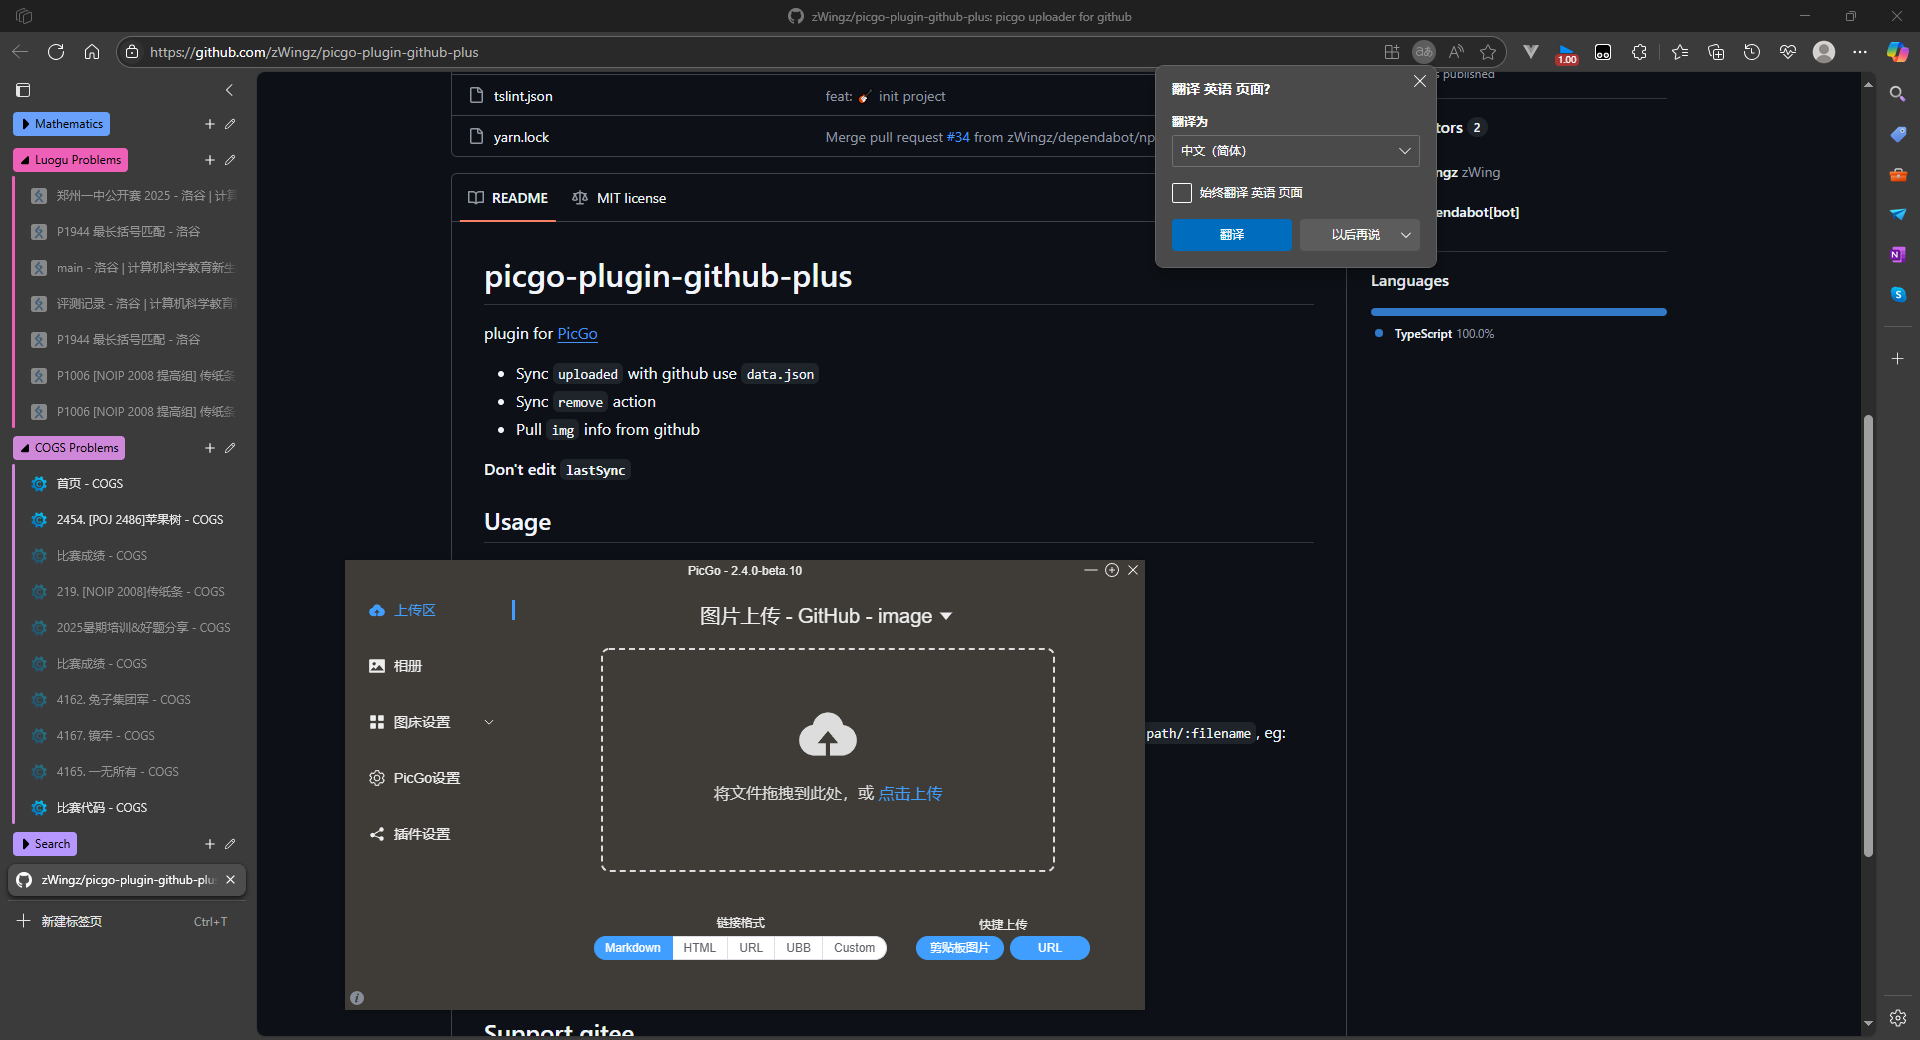 zWingz/picgo-plugin-github-plus: picgo uploader for github
https://github.com/zWingz/picgo-plugin-github-plus
1.00
Mathematics
Luogu Problems
郑州一中公开赛 2025 - 洛谷 | 计算
P1944 最长括号匹配 - 洛谷
main - 洛谷 | 计算机科学教育新生
评测记录 - 洛谷 | 计算机科学教育
P1944 最长括号匹配 - 洛谷
P1006 [NOIP 2008 提高组] 传纸条
P1006 [NOIP 2008 提高组] 传纸条
COGS Problems
首页 - COGS
2454. [POJ 2486]苹果树 - COGS
比赛成绩 - COGS
219. [NOIP 2008]传纸条 - COGS
2025暑期培训&好题分享 - COGS
比赛成绩 - COGS
4162. 兔子集团军 - COGS
4167. 镜牢 - COGS
4165. 一无所有 - COGS
比赛代码 - COGS
Search
zWingz/picgo-plugin-github-plus
新建标签页 Ctrl+T
tslint.json feat: init project
yarn.lock Merge pull request #34 from zWingz/dependabot/np
README MIT license
picgo-plugin-github-plus
plugin for PicGo
Sync uploaded with github use data.json
Sync remove action
Pull img info from github
Don't edit lastSync
Usage
path/:filename, eg:
Support gitee
翻译 英语 页面?
翻译为
中文（简体）
始终翻译 英语 页面
翻译 以后再说
published
tors 2
ngz zWing
endabot[bot]
Languages
TypeScript 100.0%
PicGo - 2.4.0-beta.10
上传区
相册
图床设置
PicGo设置
插件设置
图片上传 - GitHub - image
将文件拖拽到此处，或 点击上传
链接格式
Markdown HTML URL UBB Custom
快捷上传
剪贴板图片 URL